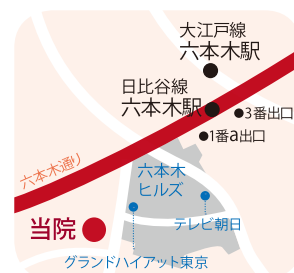 大江戸線
六本木駅
日比谷線
六本木駅
3番出口
1番a出口
六本木通り
六本木
ヒルズ
テレビ朝日
当院
グランドハイアット東京